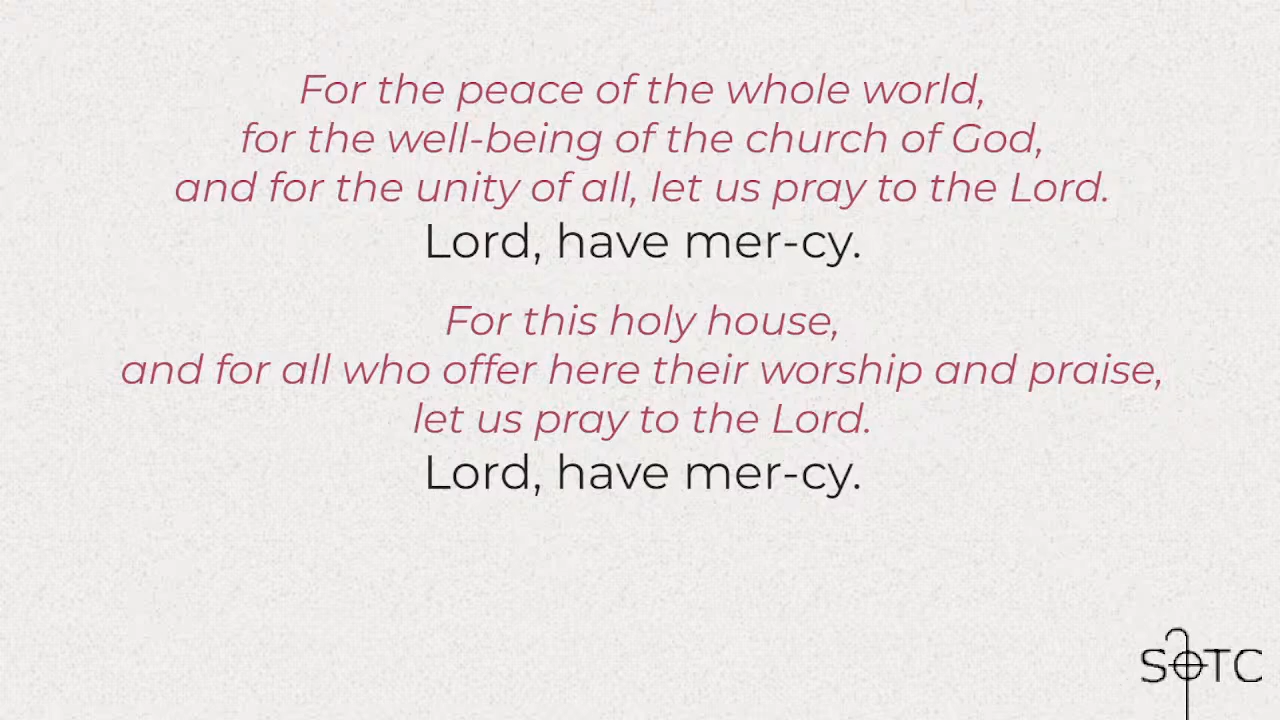 For the peace of the whole world,
for the well-being of the church of God,
and for the unity of all, let us pray to the Lord.
Lord, have mer-cy.
For this holy house,
and for all who offer here their worship and praise,
let us pray to the Lord.
Lord, have mer-cy.
SOTC